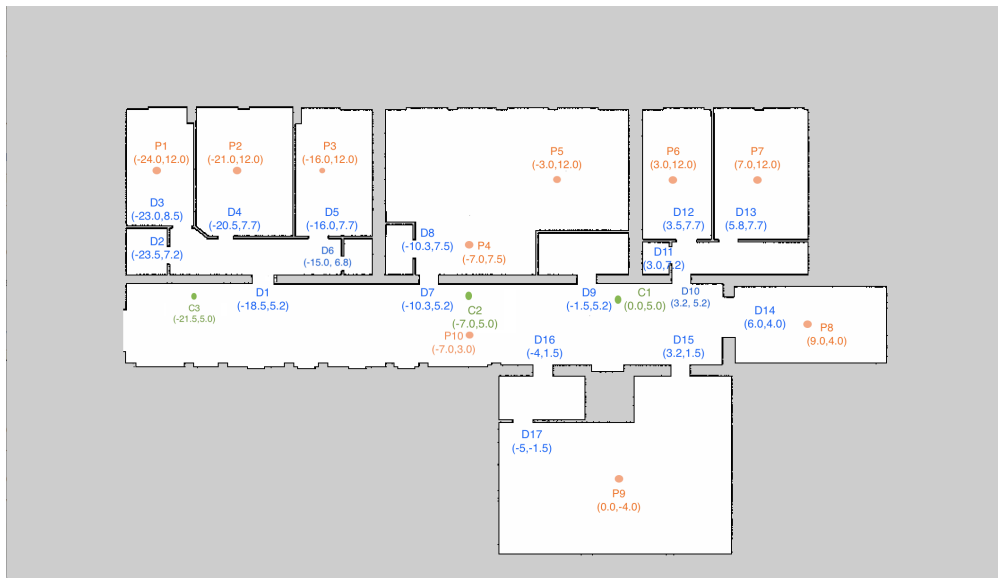 P1
(-24.0,12.0)
P2
(-21.0,12.0)
P3
(-16.0,12.0)
P5
(-3.0,12.0)
P6
(3.0,12.0)
P7
(7.0,12.0)
D3
(-23.0,8.5)
D4
(-20.5,7.7)
D5
(-16.0,7.7)
D12
(3.5,7.7)
D13
(5.8,7.7)
D2
(-23.5,7.2)
D6
(-15.0, 6.8)
D8
(-10.3,7.5)
P4
(-7.0,7.5)
D11
(3.0,7.2)
D1
(-18.5,5.2)
D7
(-10.3,5.2)
D9
(-1.5,5.2)
C1
(0.0,5.0)
D10
(3.2, 5.2)
C3
(-21.5,5.0)
C2
(-7.0,5.0)
D14
(6.0,4.0)
P8
(9.0,4.0)
P10
(-7.0,3.0)
D16
(-4,1.5)
D15
(3.2,1.5)
D17
(-5,-1.5)
P9
(0.0,-4.0)